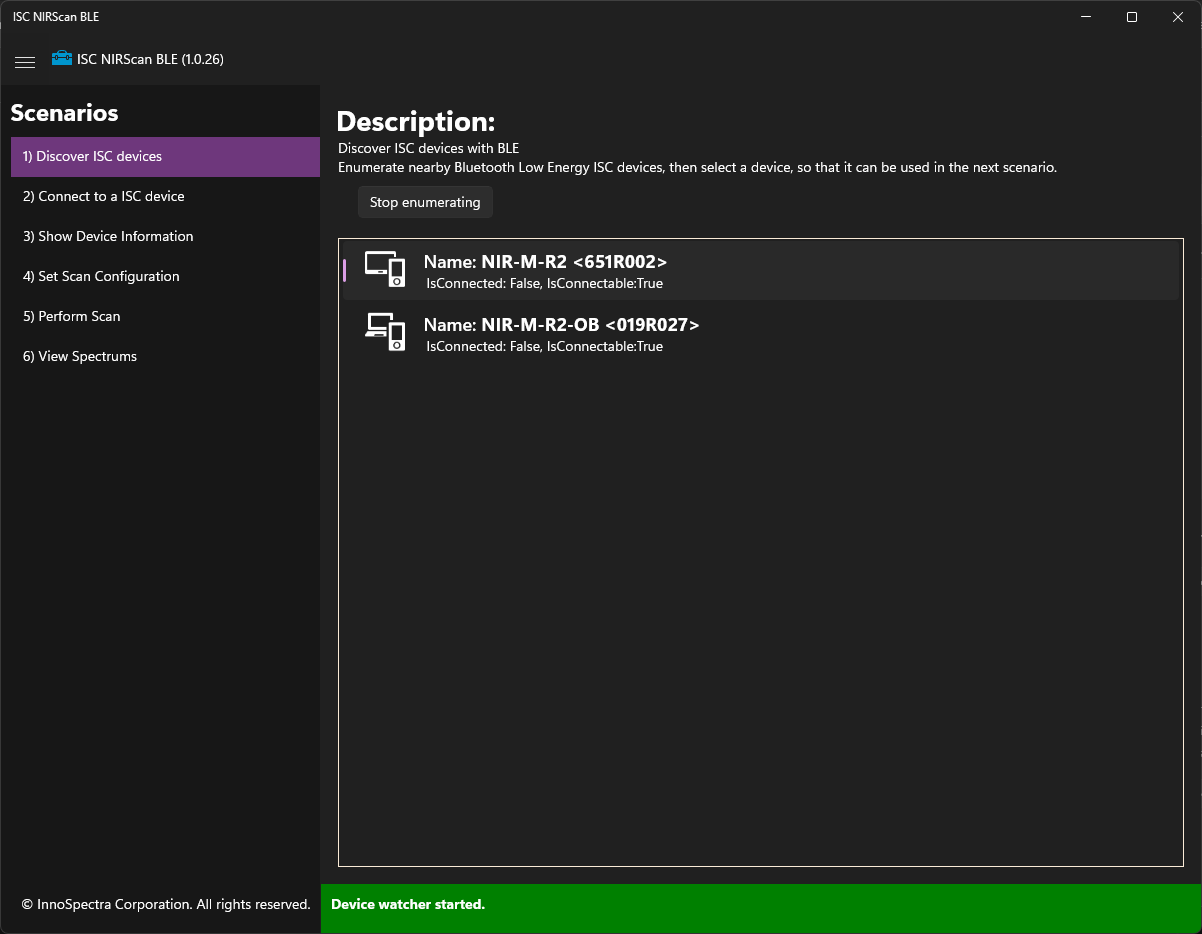 ISC NIRScan BLE
ISC NIRScan BLE (1.0.26)
Scenarios
1) Discover ISC devices
2) Connect to a ISC device
3) Show Device Information
4) Set Scan Configuration
5) Perform Scan
6) View Spectrums
© InnoSpectra Corporation. All rights reserved.
Description:
Discover ISC devices with BLE
Enumerate nearby Bluetooth Low Energy ISC devices, then select a device, so that it can be used in the next scenario.
Stop enumerating
Name: NIR-M-R2 <651R002>
IsConnected: False, IsConnectable:True
Name: NIR-M-R2-OB <019R027>
IsConnected: False, IsConnectable:True
Device watcher started.